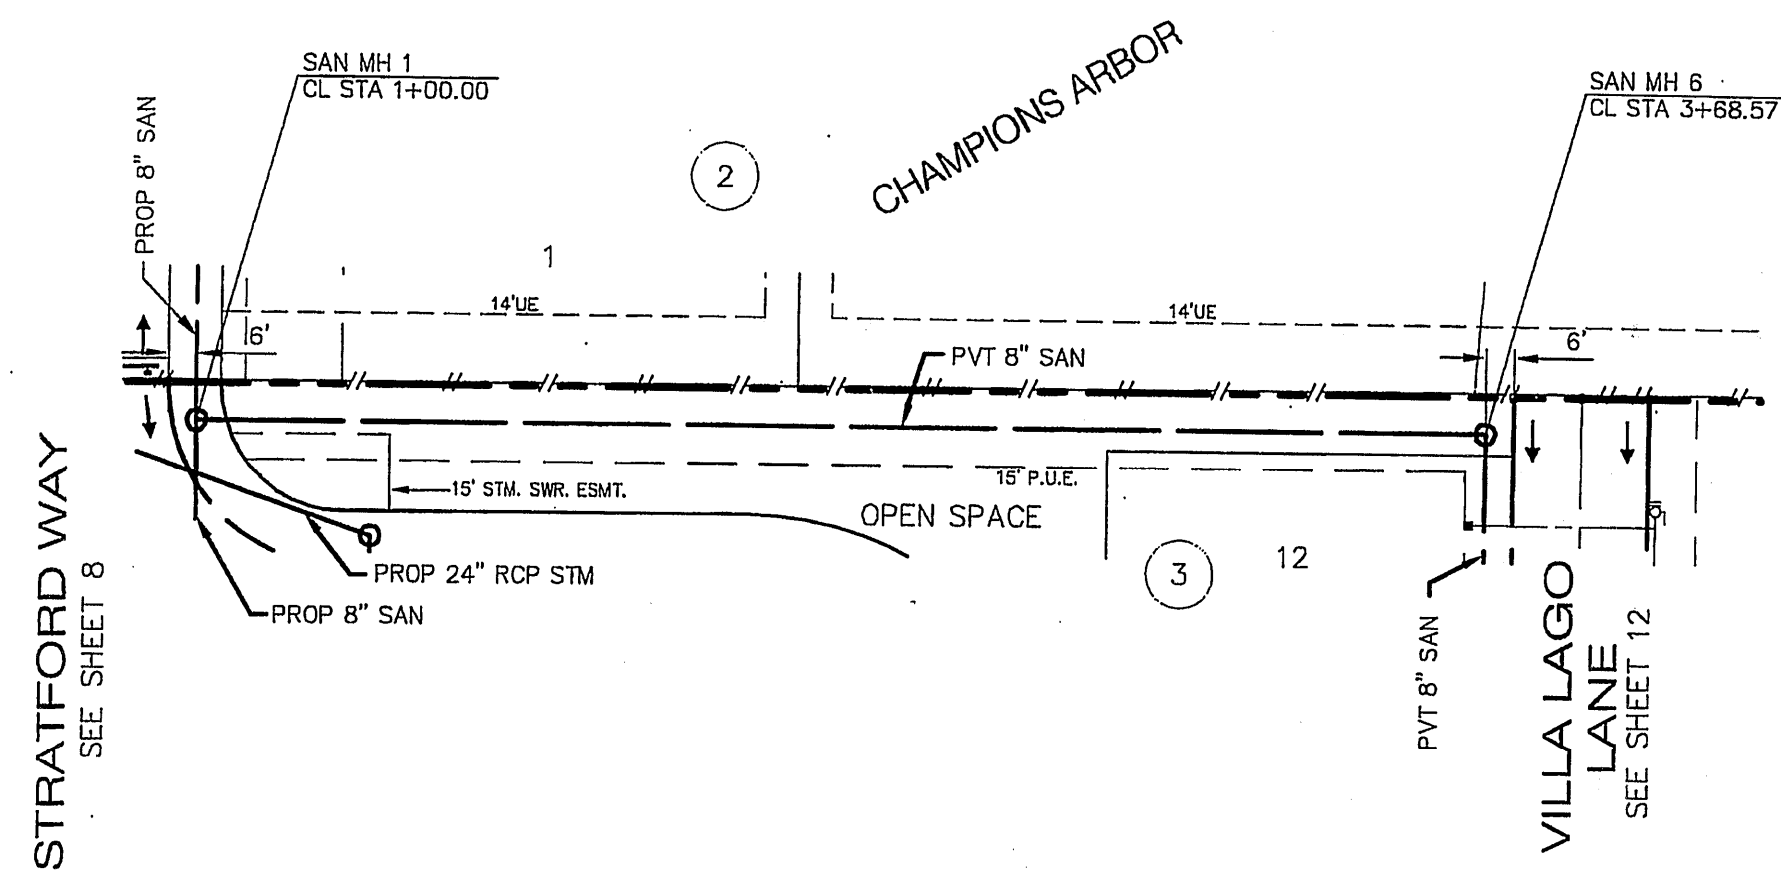 SAN MH 1
CL STA 1+00.00
PROP 8" SAN
2
CHAMPIONS ARBOR
SAN MH 6
CL STA 3+68.57
1
14'UE
14'UE
6'
6'
PVT 8" SAN
15' STM. SWR. ESMT.
15' P.U.E.
OPEN SPACE
PROP 24" RCP STM
PROP 8" SAN
3
12
PVT 8" SAN
STRATFORD WAY
SEE SHEET 8
VILLA LAGO
LANE
SEE SHEET 12